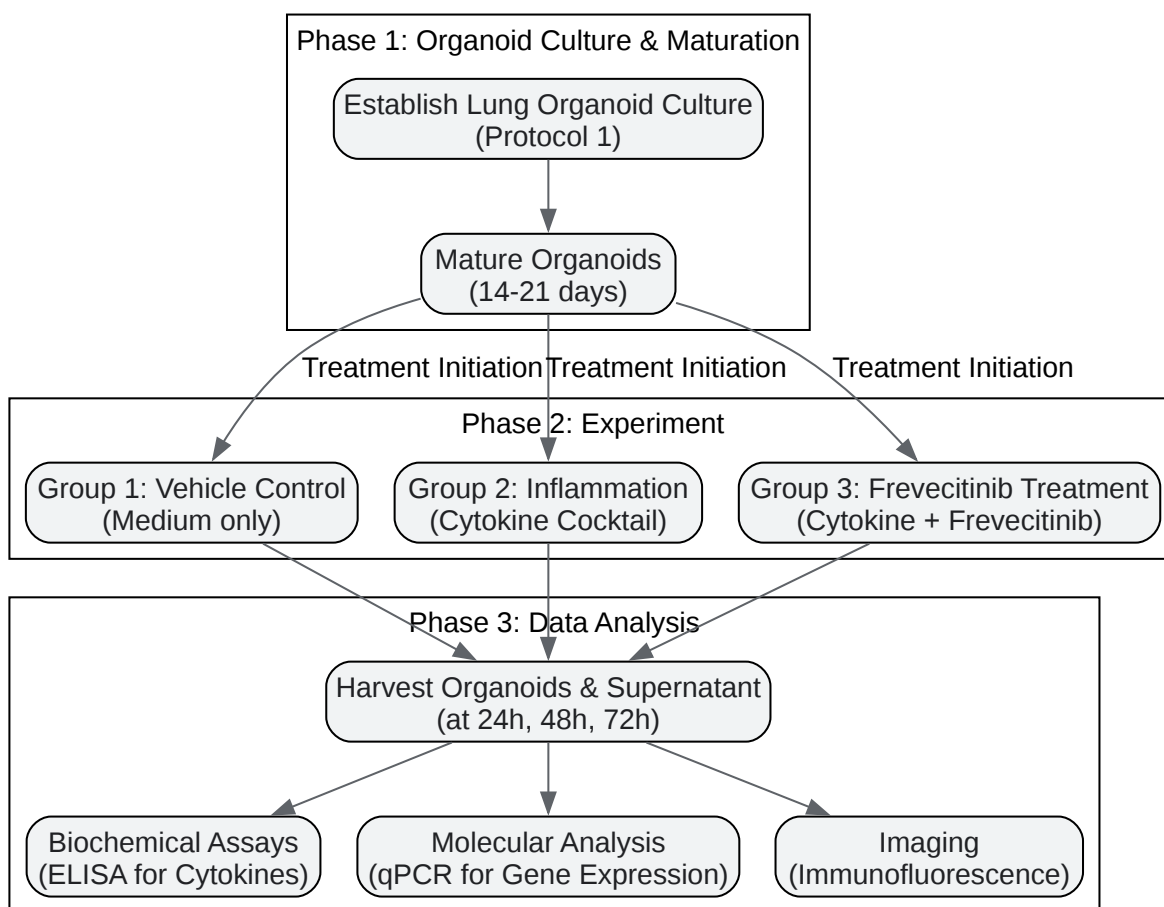 Phase 1: Organoid Culture & Maturation
Establish Lung Organoid Culture
(Protocol 1)
Mature Organoids
(14-21 days)
Treatment Initiation
Treatment Initiation
Treatment Initiation
Phase 2: Experiment
Group 1: Vehicle Control
(Medium only)
Group 2: Inflammation
(Cytokine Cocktail)
Group 3: Frevecitinib Treatment
(Cytokine + Frevecitinib)
Phase 3: Data Analysis
Harvest Organoids & Supernatant
(at 24h, 48h, 72h)
Biochemical Assays
(ELISA for Cytokines)
Molecular Analysis
(qPCR for Gene Expression)
Imaging
(Immunofluorescence)